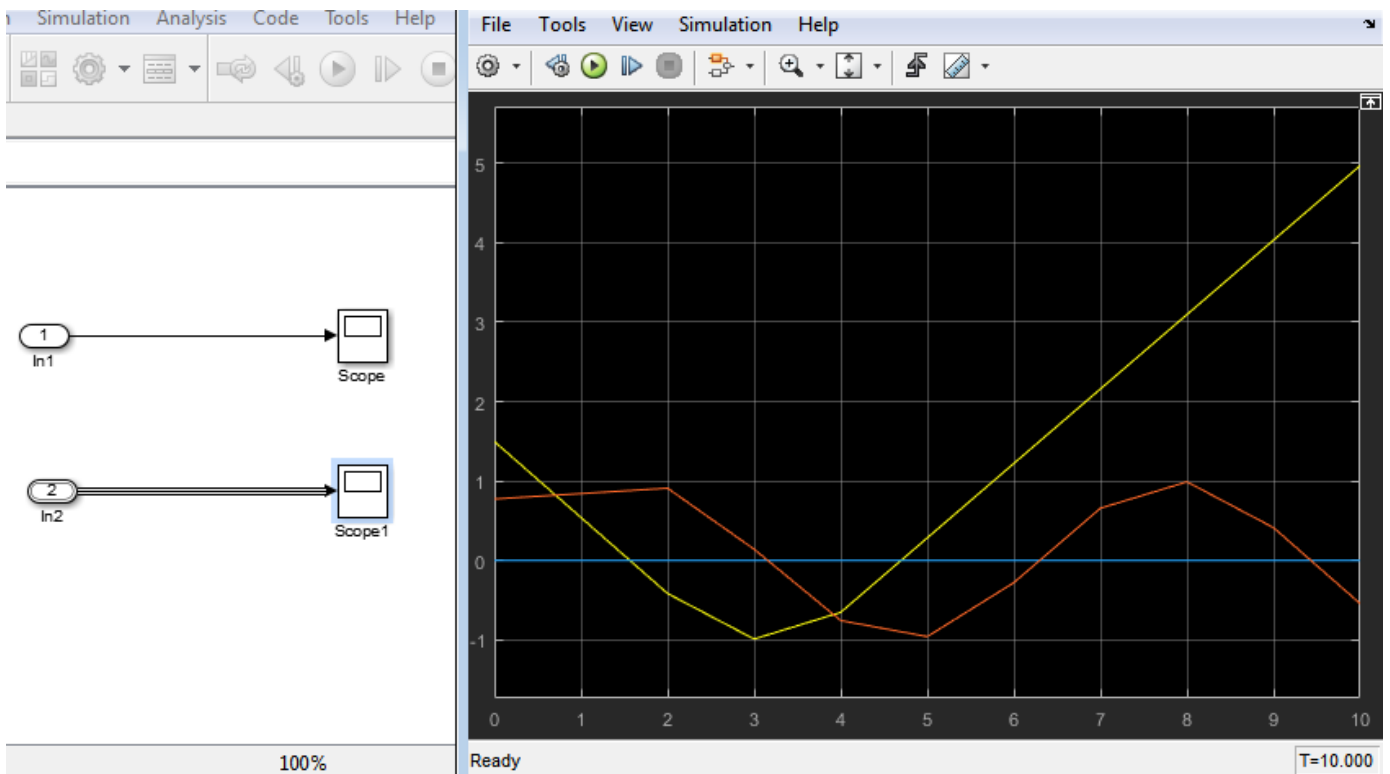 Simulation Analysis Code Tools Help
1
In1
Scope
2
In2
Scope1
100%
File Tools View Simulation Help
5
4
3
2
1
0
-1
0 1 2 3 4 5 6 7 8 9 10
Ready
T=10.000